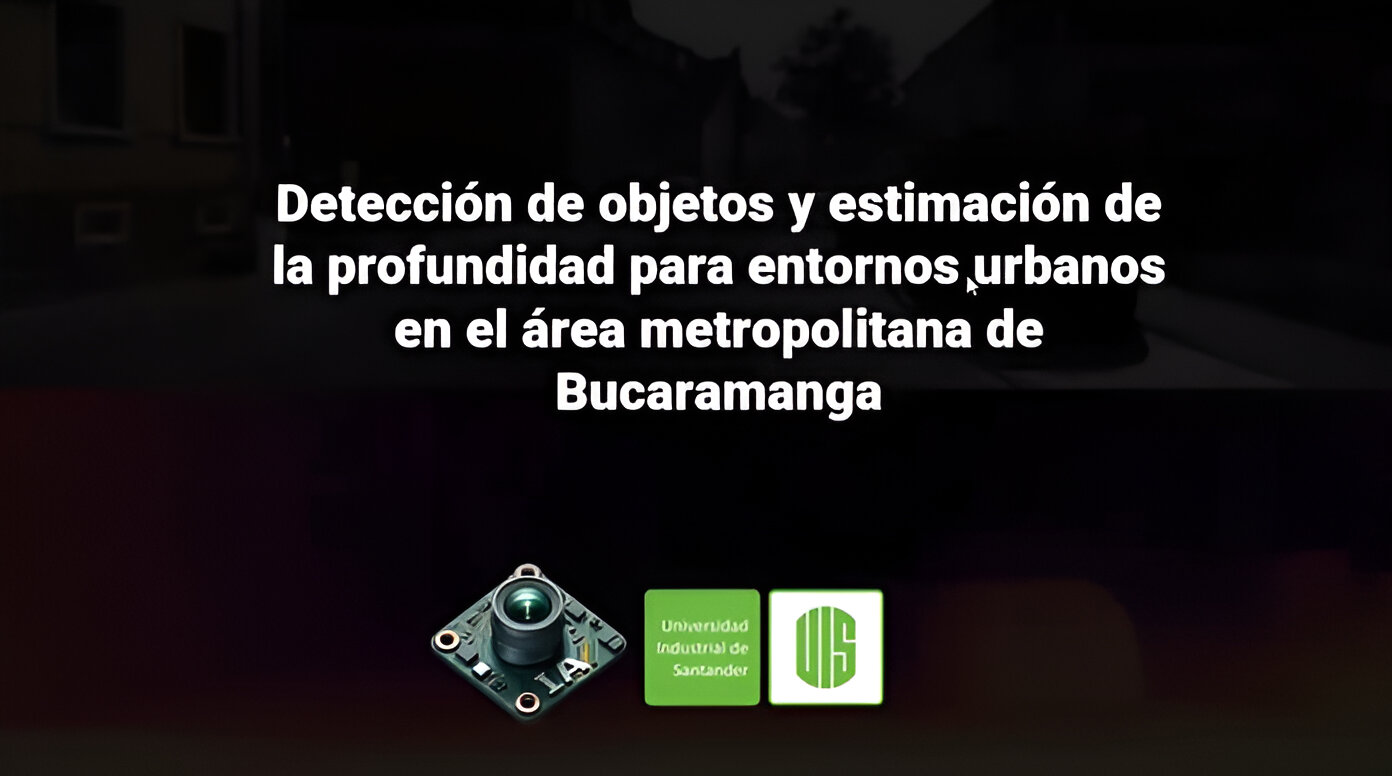 Detección de objetos y estimación de
la profundidad para entornos urbanos
en el área metropolitana de
Bucaramanga
IA
Universidad
Industrial de
Santander
UIS